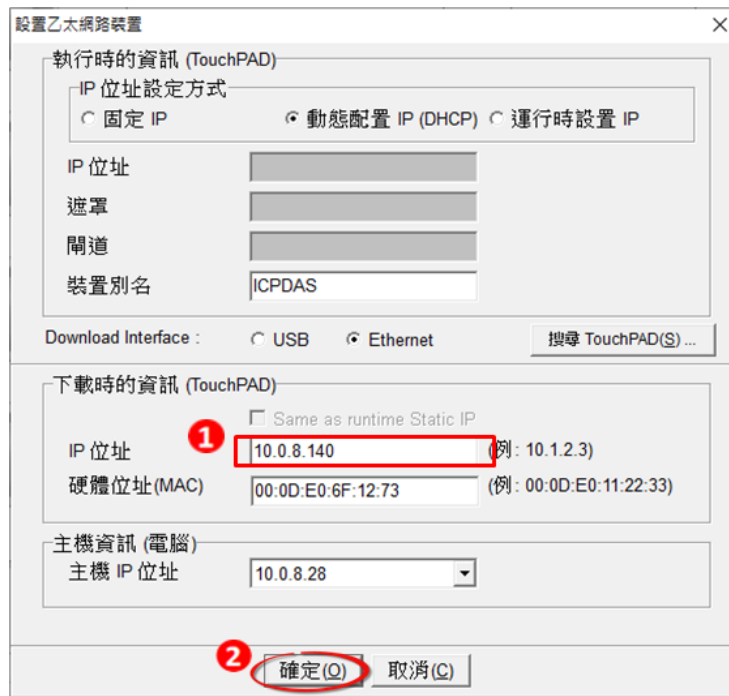 設置乙太網路裝置
執行時的資訊 (TouchPAD)
IP 位址設定方式
固定 IP 動態配置 IP (DHCP) 運行時設置 IP
IP 位址
遮罩
閘道
裝置別名 ICPDAS
Download Interface : USB Ethernet 搜尋 TouchPAD(S) ...
下載時的資訊 (TouchPAD)
Same as runtime Static IP
1
IP 位址 10.0.8.140 (例 : 10.1.2.3)
硬體位址(MAC) 00:0D:E0:6F:12:73 (例 : 00:0D:E0:11:22:33)
主機資訊 (電腦)
主機 IP 位址 10.0.8.28
2 確定(O) 取消(C)